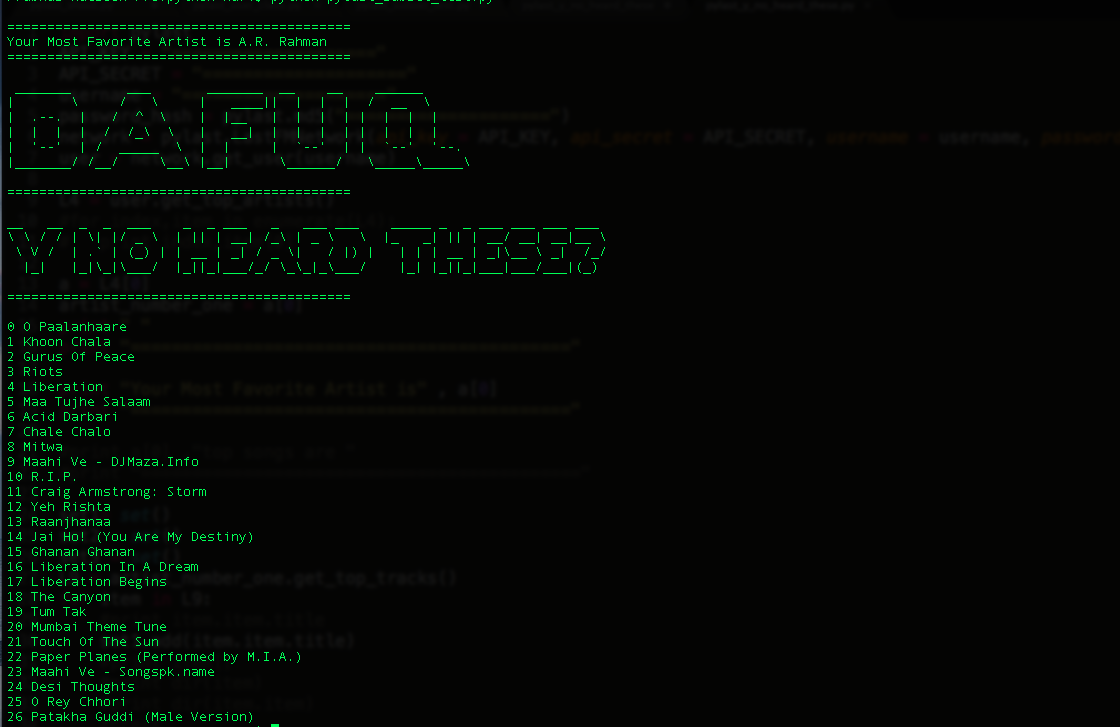 ===========================================
Your Most Favorite Artist is A.R. Rahman
===========================================
DAFUQ
===========================================
Y NO HEARD THESE?
===========================================
0 O Paalanhaare
1 Khoon Chala
2 Gurus Of Peace
3 Riots
4 Liberation
5 Maa Tujhe Salaam
6 Acid Darbari
7 Chale Chalo
8 Mitwa
9 Maahi Ve - DJMaza.Info
10 R.I.P.
11 Craig Armstrong: Storm
12 Yeh Rishta
13 Raanjhanaa
14 Jai Ho! (You Are My Destiny)
15 Ghanan Ghanan
16 Liberation In A Dream
17 Liberation Begins
18 The Canyon
19 Tum Tak
20 Mumbai Theme Tune
21 Touch Of The Sun
22 Paper Planes (Performed by M.I.A.)
23 Maahi Ve - Songspk.name
24 Desi Thoughts
25 O Rey Chhori
26 Patakha Guddi (Male Version)